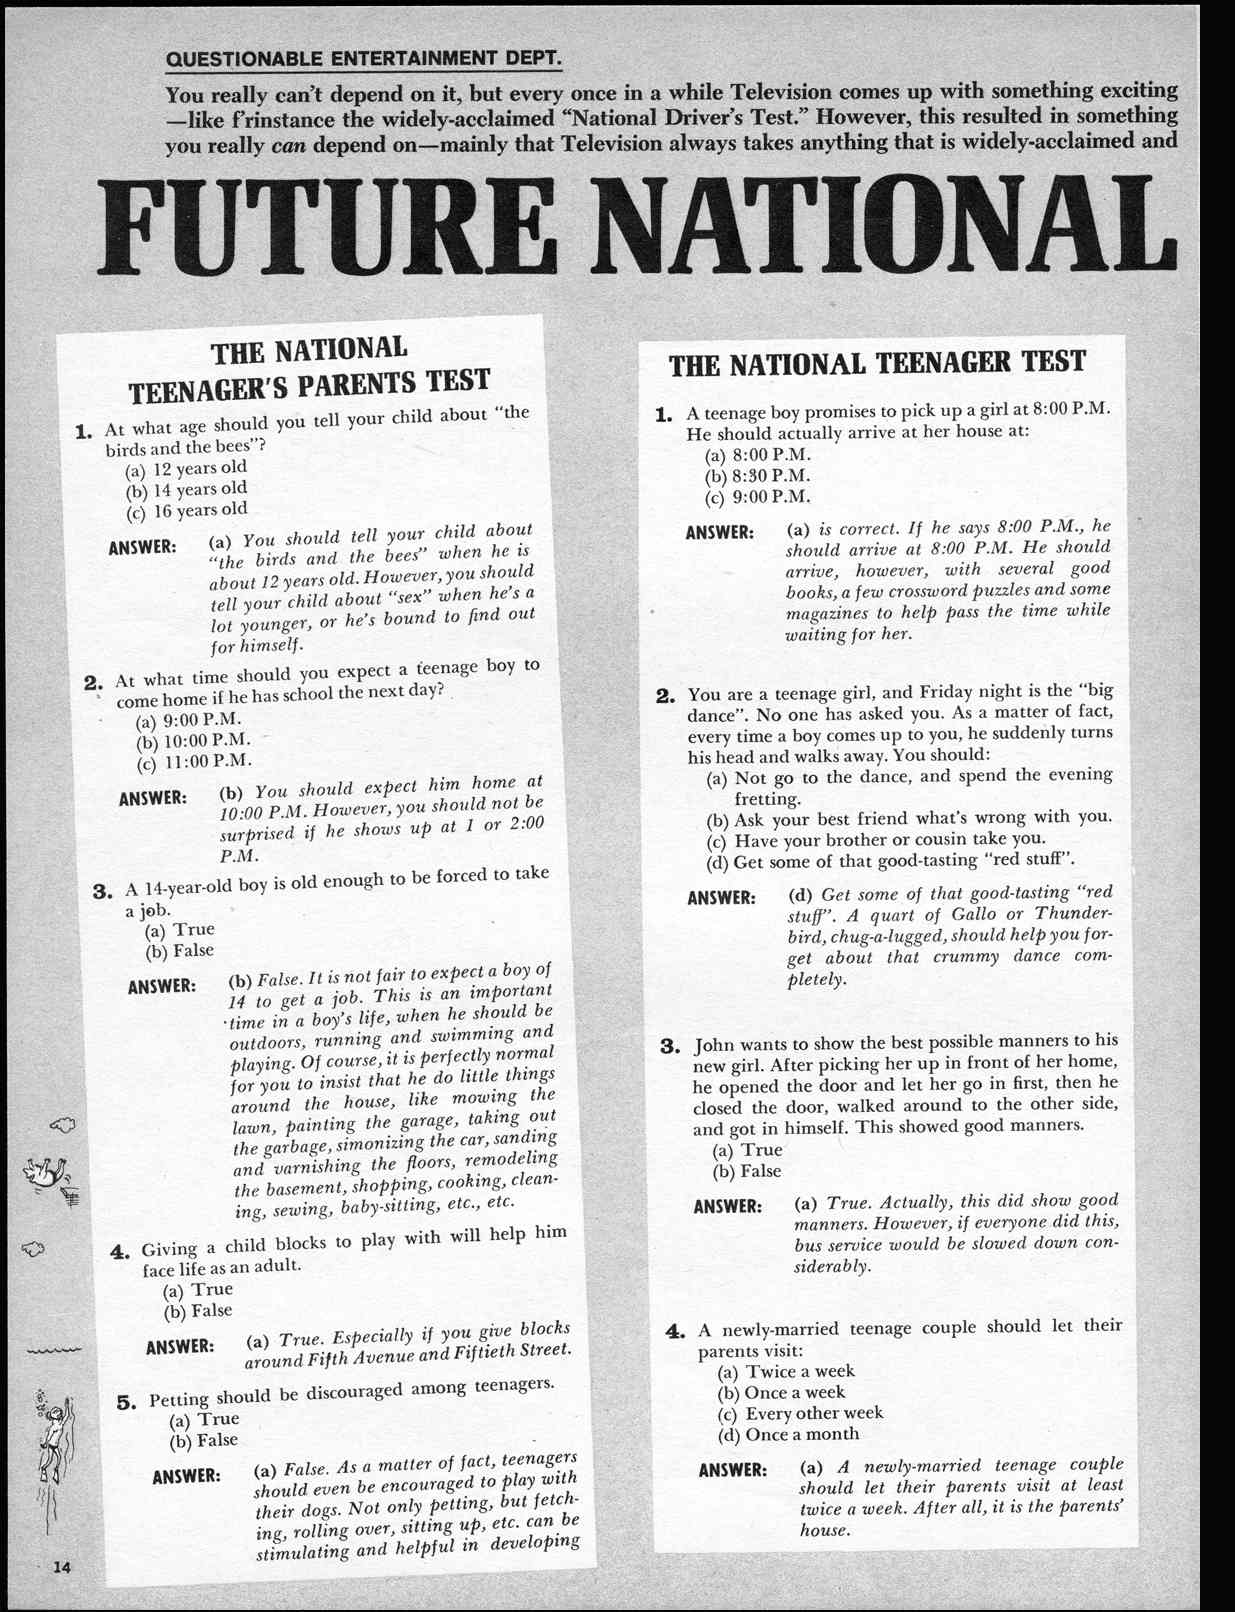 QUESTIONABLE ENTERTAINMENT DEPT.
You really can't depend on it, but every once in a while Television comes up with something exciting
—like f'rinstance the widely-acclaimed “National Driver's Test.” However, this resulted in something
you really can depend on—mainly that Television always takes anything that is widely-acclaimed and
FUTURE NATIONAL
THE NATIONAL
TEENAGER'S PARENTS TEST
1. At what age should you tell your child about “the
birds and the bees”?
(a) 12 years old
(b) 14 years old
(c) 16 years old
ANSWER: (a) You should tell your child about
“the birds and the bees” when he is
about 12 years old. However, you should
tell your child about “sex” when he's a
lot younger, or he's bound to find out
for himself.
2. At what time should you expect a teenage boy to
come home if he has school the next day?
(a) 9:00 P.M.
(b) 10:00 P.M.
(c) 11:00 P.M.
ANSWER: (b) You should expect him home at
10:00 P.M. However, you should not be
surprised if he shows up at 1 or 2:00
P.M.
3. A 14-year-old boy is old enough to be forced to take
a job.
(a) True
(b) False
ANSWER: (b) False. It is not fair to expect a boy of
14 to get a job. This is an important
time in a boy's life, when he should be
outdoors, running and swimming and
playing. Of course, it is perfectly normal
for you to insist that he do little things
around the house, like mowing the
lawn, painting the garage, taking out
the garbage, simonizing the car, sanding
and varnishing the floors, remodeling
the basement, shopping, cooking, clean-
ing, sewing, baby-sitting, etc., etc.
4. Giving a child blocks to play with will help him
face life as an adult.
(a) True
(b) False
ANSWER: (a) True. Especially if you give blocks
around Fifth Avenue and Fiftieth Street.
5. Petting should be discouraged among teenagers.
(a) True
(b) False
ANSWER: (a) False. As a matter of fact, teenagers
should even be encouraged to play with
their dogs. Not only petting, but fetch-
ing, rolling over, sitting up, etc. can be
stimulating and helpful in developing
THE NATIONAL TEENAGER TEST
1. A teenage boy promises to pick up a girl at 8:00 P.M.
He should actually arrive at her house at:
(a) 8:00 P.M.
(b) 8:30 P.M.
(c) 9:00 P.M.
ANSWER: (a) is correct. If he says 8:00 P.M., he
should arrive at 8:00 P.M. He should
arrive, however, with several good
books, a few crossword puzzles and some
magazines to help pass the time while
waiting for her.
2. You are a teenage girl, and Friday night is the “big
dance”. No one has asked you. As a matter of fact,
every time a boy comes up to you, he suddenly turns
his head and walks away. You should:
(a) Not go to the dance, and spend the evening
fretting.
(b) Ask your best friend what's wrong with you.
(c) Have your brother or cousin take you.
(d) Get some of that good-tasting “red stuff”.
ANSWER: (d) Get some of that good-tasting “red
stuff”. A quart of Gallo or Thunder-
bird, chug-a-lugged, should help you for-
get about that crummy dance com-
pletely.
3. John wants to show the best possible manners to his
new girl. After picking her up in front of her home,
he opened the door and let her go in first, then he
closed the door, walked around to the other side,
and got in himself. This showed good manners.
(a) True
(b) False
ANSWER: (a) True. Actually, this did show good
manners. However, if everyone did this,
bus service would be slowed down con-
siderably.
4. A newly-married teenage couple should let their
parents visit:
(a) Twice a week
(b) Once a week
(c) Every other week
(d) Once a month
ANSWER: (a) A newly-married teenage couple
should let their parents visit at least
twice a week. After all, it is the parents'
house.
14